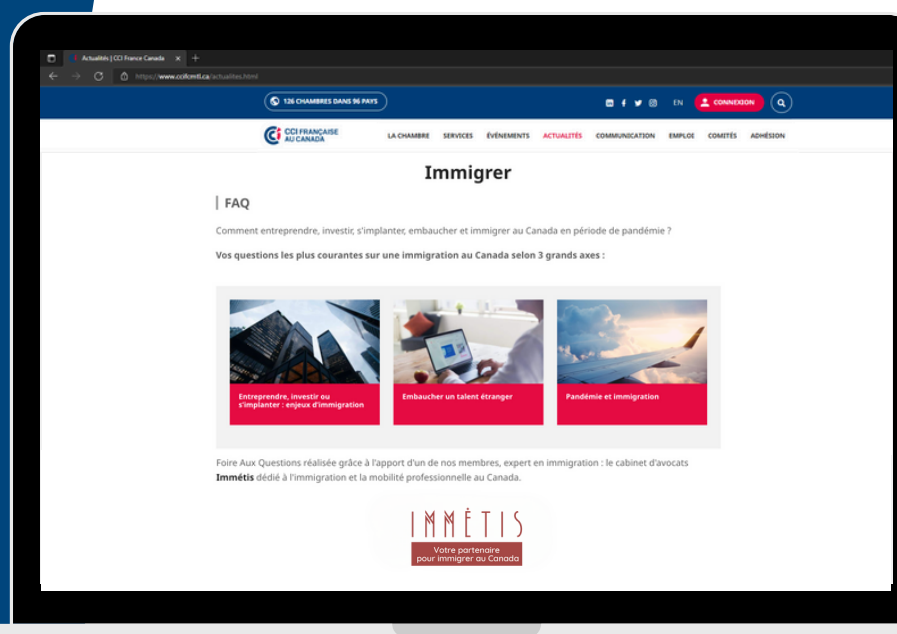 Actualités | CCI France Canada
https://www.ccifcmtl.ca/actualites.html
126 CHAMBRES DANS 96 PAYS
EN
CONNEXION
CCI FRANÇAISE
AU CANADA
LA CHAMBRE
SERVICES
ÉVÉNEMENTS
ACTUALITÉS
COMMUNICATION
EMPLOI
COMITÉS
ADHÉSION
Immigrer
FAQ
Comment entreprendre, investir, s'implanter, embaucher et immigrer au Canada en période de pandémie ?
Vos questions les plus courantes sur une immigration au Canada selon 3 grands axes :
Entreprendre, investir ou
s'implanter : enjeux d'immigration
Embaucher un talent étranger
Pandémie et immigration
Foire Aux Questions réalisée grâce à l'apport d'un de nos membres, expert en immigration : le cabinet d'avocats
Immétis dédié à l'immigration et la mobilité professionnelle au Canada.
IMMÉTIS
Votre partenaire
pour immigrer au Canada